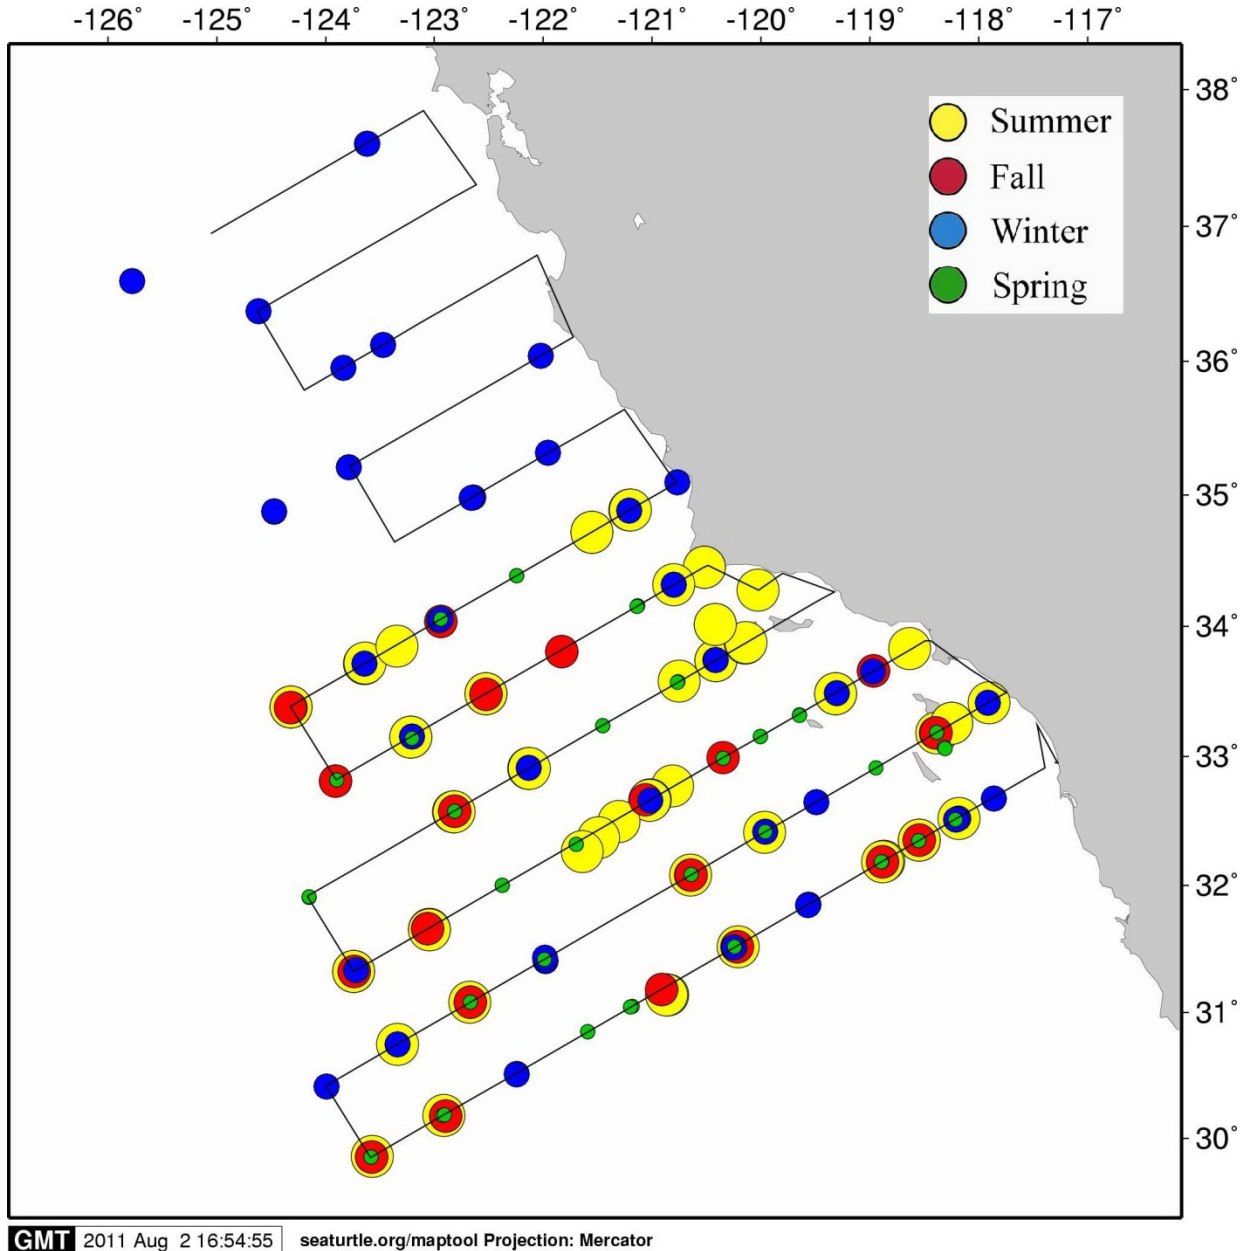 -126˚ -125˚ -124˚ -123˚ -122˚ -121˚ -120˚ -119˚ -118˚ -117˚
38˚
Summer
Fall
37˚
Winter
Spring
36˚
35˚
34˚
33˚
32˚
31˚
30˚
GMT 2011 Aug 2 16:54:55 seaturtle.org/maptool Projection: Mercator